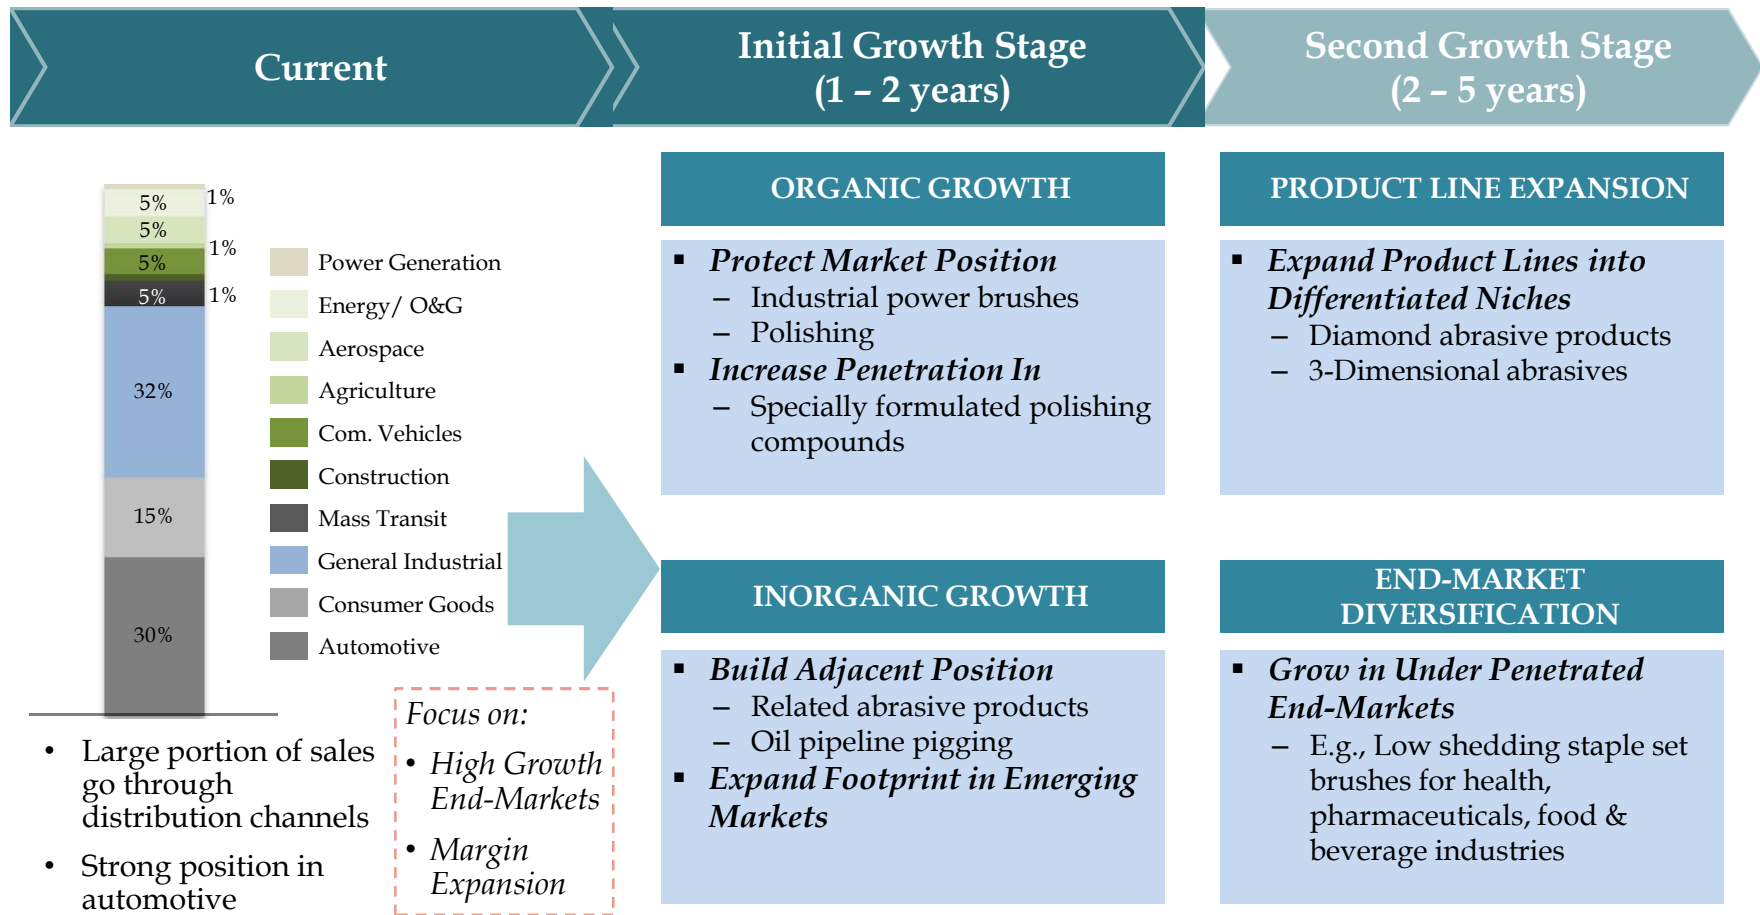 Current
Initial Growth Stage
(1 – 2 years)
Second Growth Stage
(2 – 5 years)
5%
1%
5%
1%
5%
5%
1%
32%
15%
30%
Power Generation
Energy/ O&G
Aerospace
Agriculture
Com. Vehicles
Construction
Mass Transit
General Industrial
Consumer Goods
Automotive
• Large portion of sales
go through
distribution channels
• Strong position in
automotive
Focus on:
• High Growth
End-Markets
• Margin
Expansion
ORGANIC GROWTH
▪ Protect Market Position
– Industrial power brushes
– Polishing
▪ Increase Penetration In
– Specially formulated polishing
compounds
INORGANIC GROWTH
▪ Build Adjacent Position
– Related abrasive products
– Oil pipeline pigging
▪ Expand Footprint in Emerging
Markets
PRODUCT LINE EXPANSION
▪ Expand Product Lines into
Differentiated Niches
– Diamond abrasive products
– 3-Dimensional abrasives
END-MARKET
DIVERSIFICATION
▪ Grow in Under Penetrated
End-Markets
– E.g., Low shedding staple set
brushes for health,
pharmaceuticals, food &
beverage industries